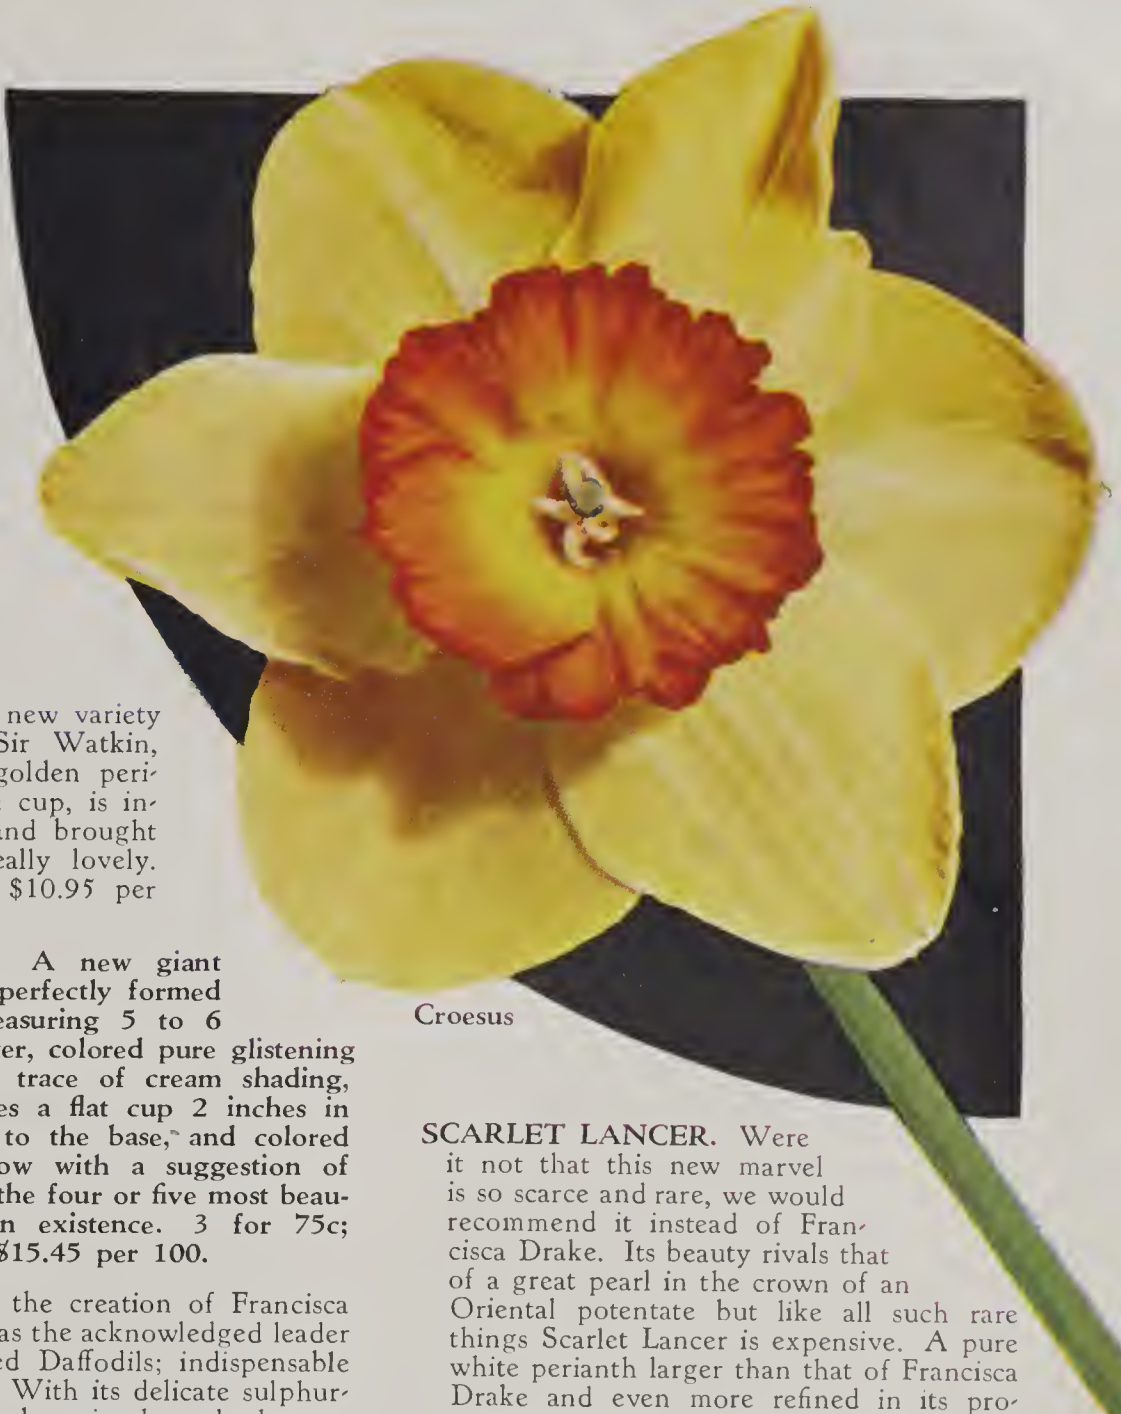 new variety
Sir Watkin,
golden peri-
cup, is in-
and brought
really lovely.
$10.95 per
A new giant
perfectly formed
measuring 5 to 6
colored pure glistening
trace of cream shading,
a flat cup 2 inches in
to the base, and colored
with a suggestion of
the four or five most beau-
in existence. 3 for 75c;
$15.45 per 100.
the creation of Francisca
as the acknowledged leader
Daffodils; indispensable
With its delicate sulphur-
Croesus
SCARLET LANCER. Were
it not that this new marvel
is so scarce and rare, we would
recommend it instead of Fran-
cisca Drake. Its beauty rivals that
of a great pearl in the crown of an
Oriental potentate but like all such rare
things Scarlet Lancer is expensive. A pure
white perianth larger than that of Francisca
Drake and even more refined in its pro-